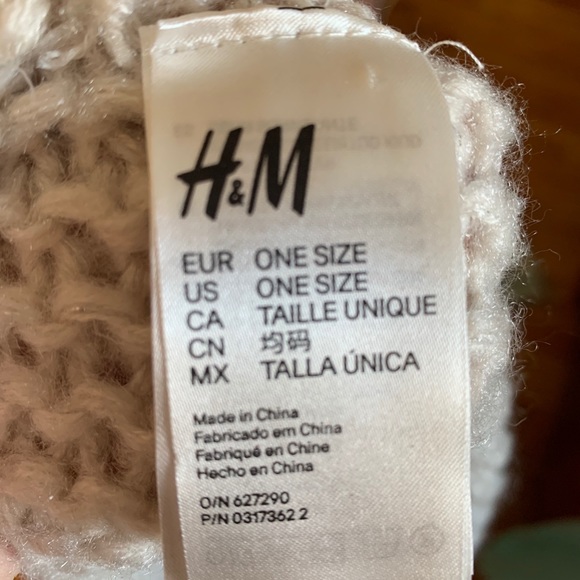 H&M
EUR ONE SIZE
US ONE SIZE
CA TAILLE UNIQUE
CN 均码
MX TALLA ÚNICA
Made in China
Fabricado em China
Fabriqué en Chine
Hecho en China
O/N 627290
P/N 0317362 2